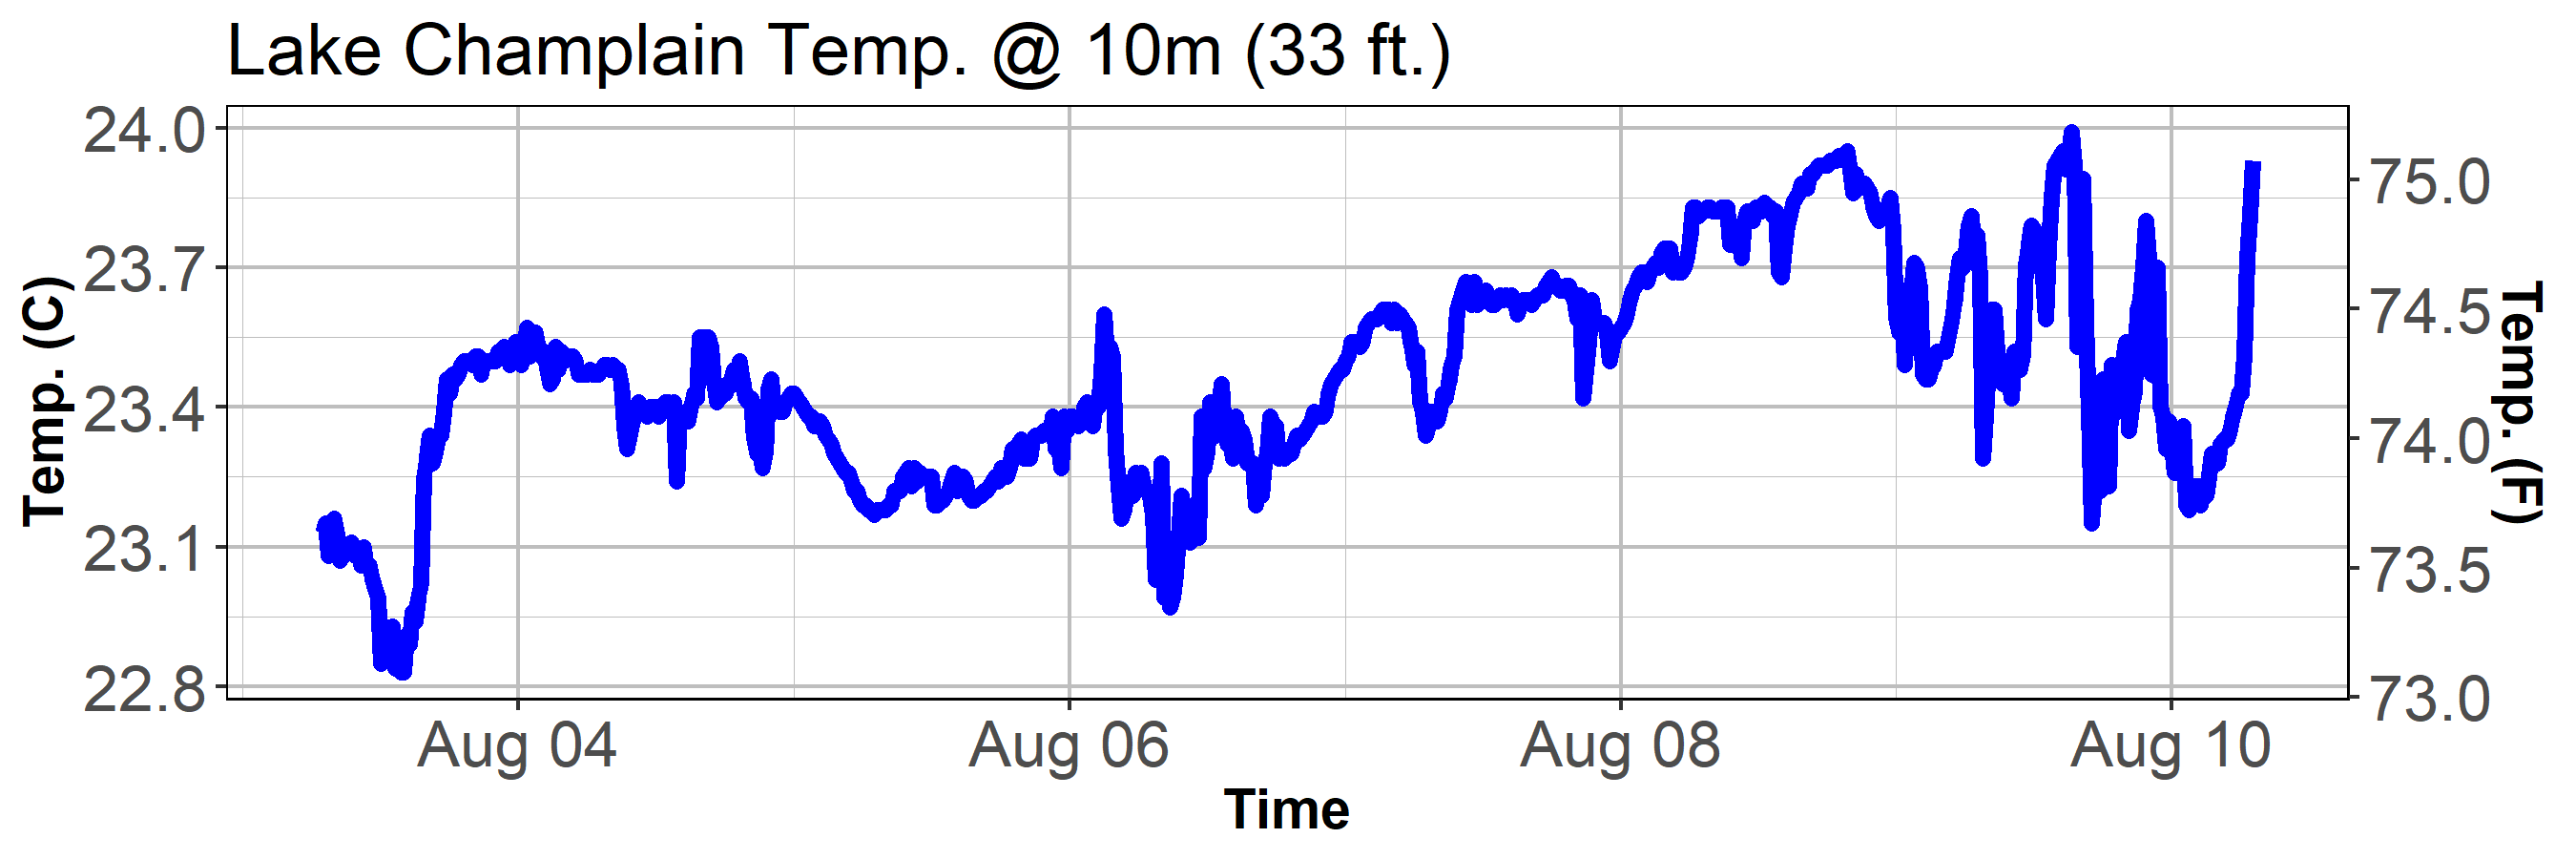 Lake Champlain Temp. @ 10m (33 ft.)
24.0
23.7
23.4
23.1
22.8
Temp. (C)
75.0
74.5
74.0
73.5
73.0
Temp. (F)
Aug 04 Aug 06 Aug 08 Aug 10
Time